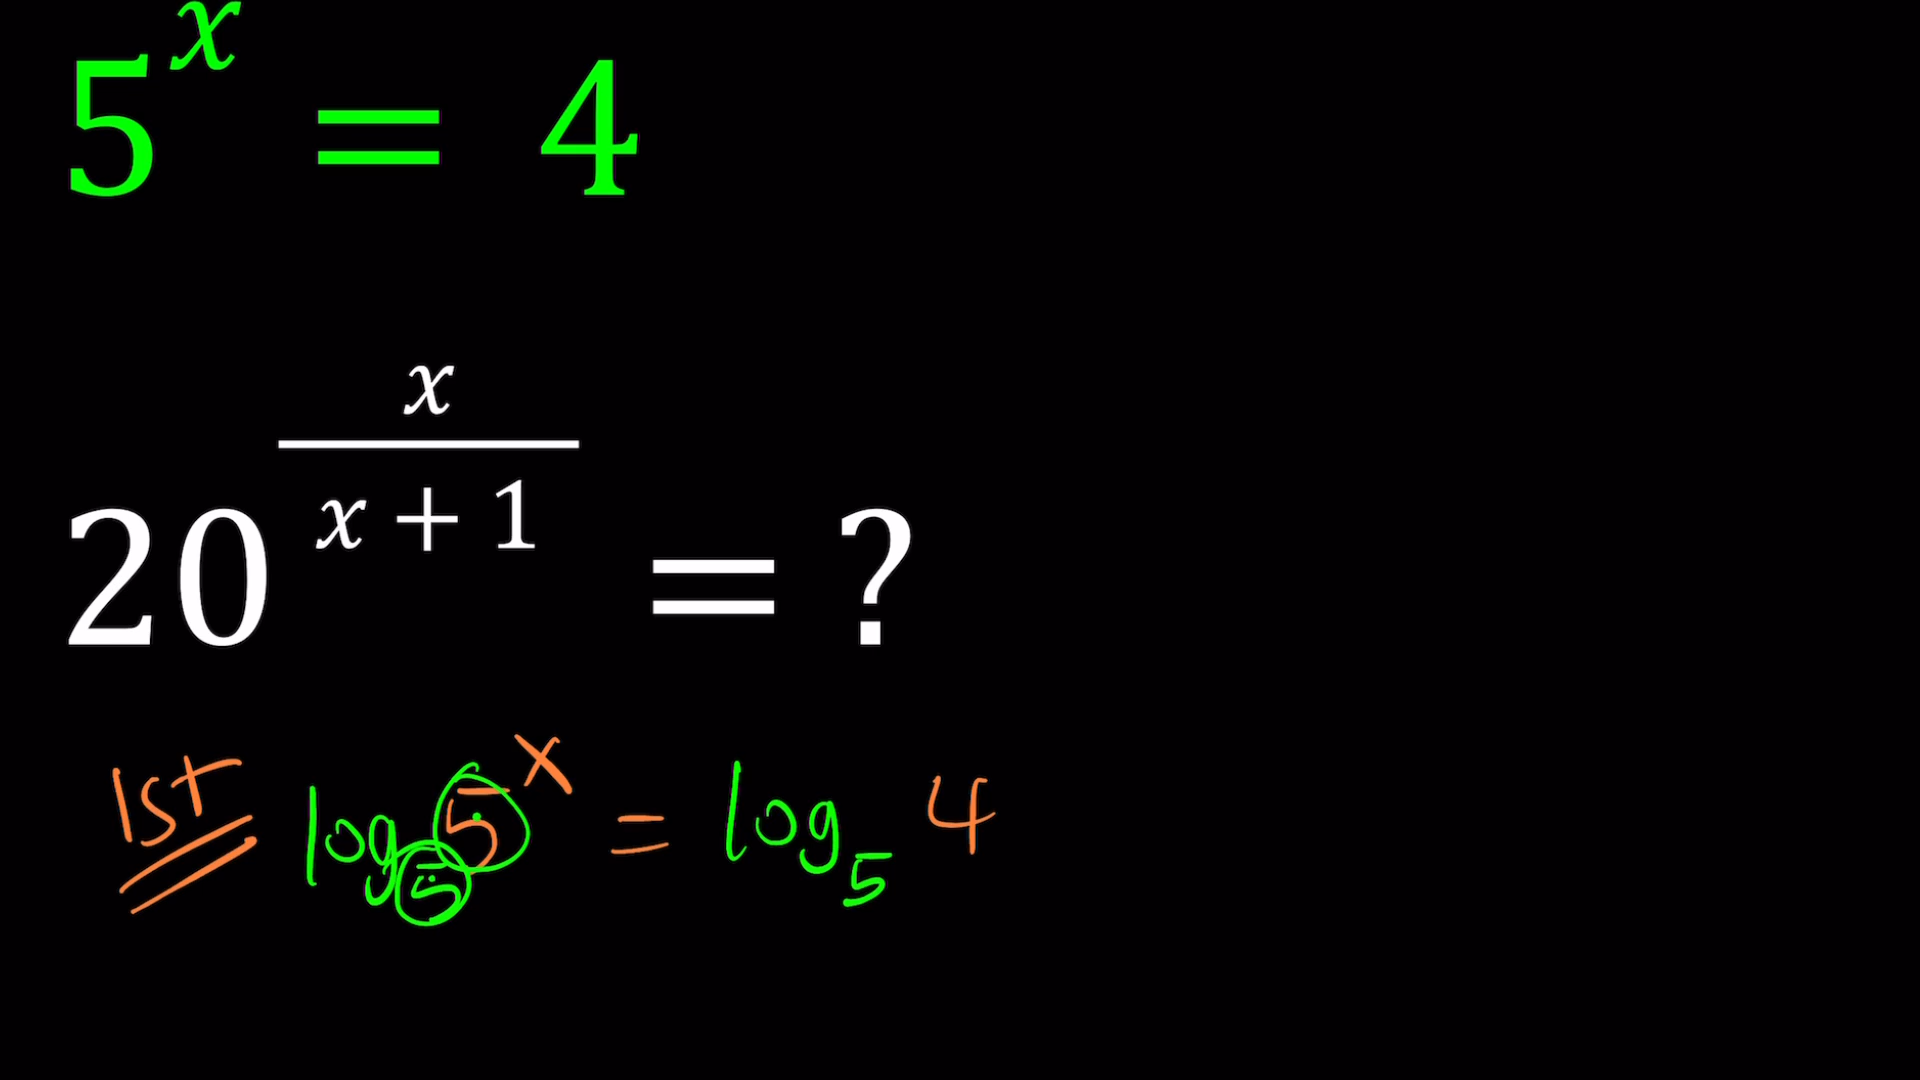 5^x = 4
20^(x/(x + 1)) = ?
1st log_5 5^x = log_5 4